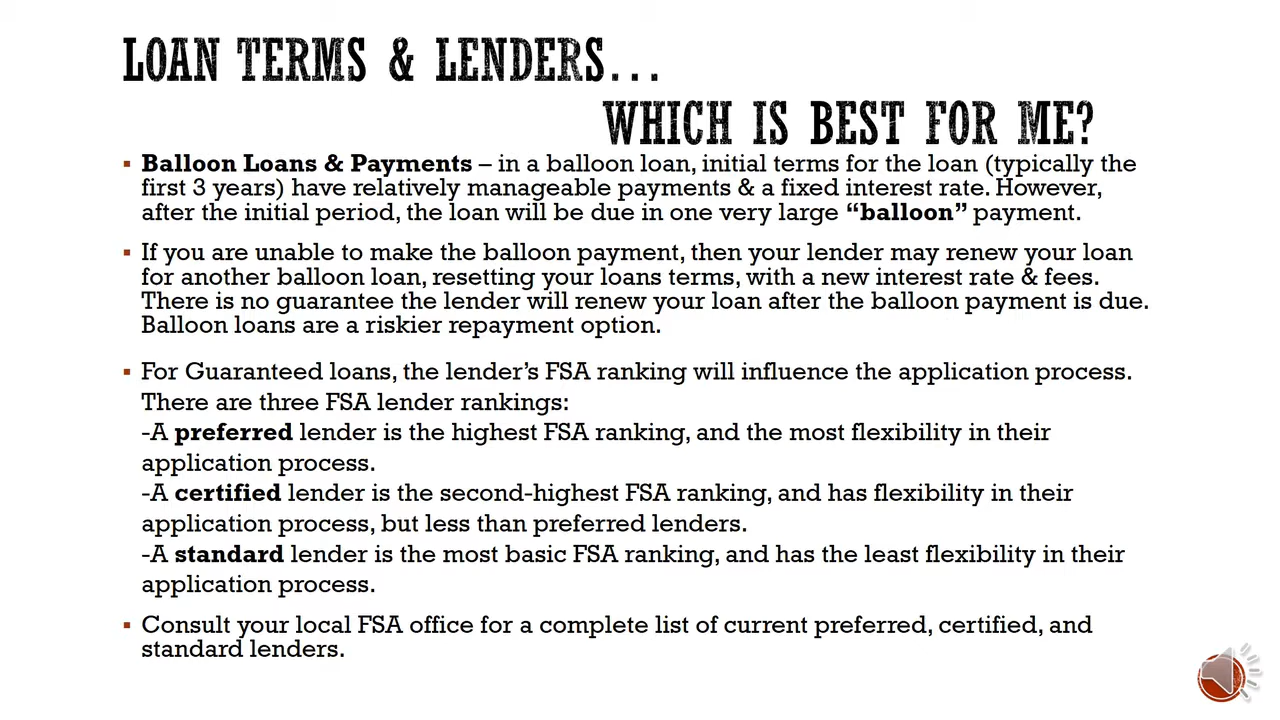 LOAN TERMS & LENDERS...
WHICH IS BEST FOR ME?
▪ Balloon Loans & Payments – in a balloon loan, initial terms for the loan (typically the
first 3 years) have relatively manageable payments & a fixed interest rate. However,
after the initial period, the loan will be due in one very large “balloon” payment.
▪ If you are unable to make the balloon payment, then your lender may renew your loan
for another balloon loan, resetting your loans terms, with a new interest rate & fees.
There is no guarantee the lender will renew your loan after the balloon payment is due.
Balloon loans are a riskier repayment option.
▪ For Guaranteed loans, the lender’s FSA ranking will influence the application process.
There are three FSA lender rankings:
-A preferred lender is the highest FSA ranking, and the most flexibility in their
application process.
-A certified lender is the second-highest FSA ranking, and has flexibility in their
application process, but less than preferred lenders.
-A standard lender is the most basic FSA ranking, and has the least flexibility in their
application process.
▪ Consult your local FSA office for a complete list of current preferred, certified, and
standard lenders.